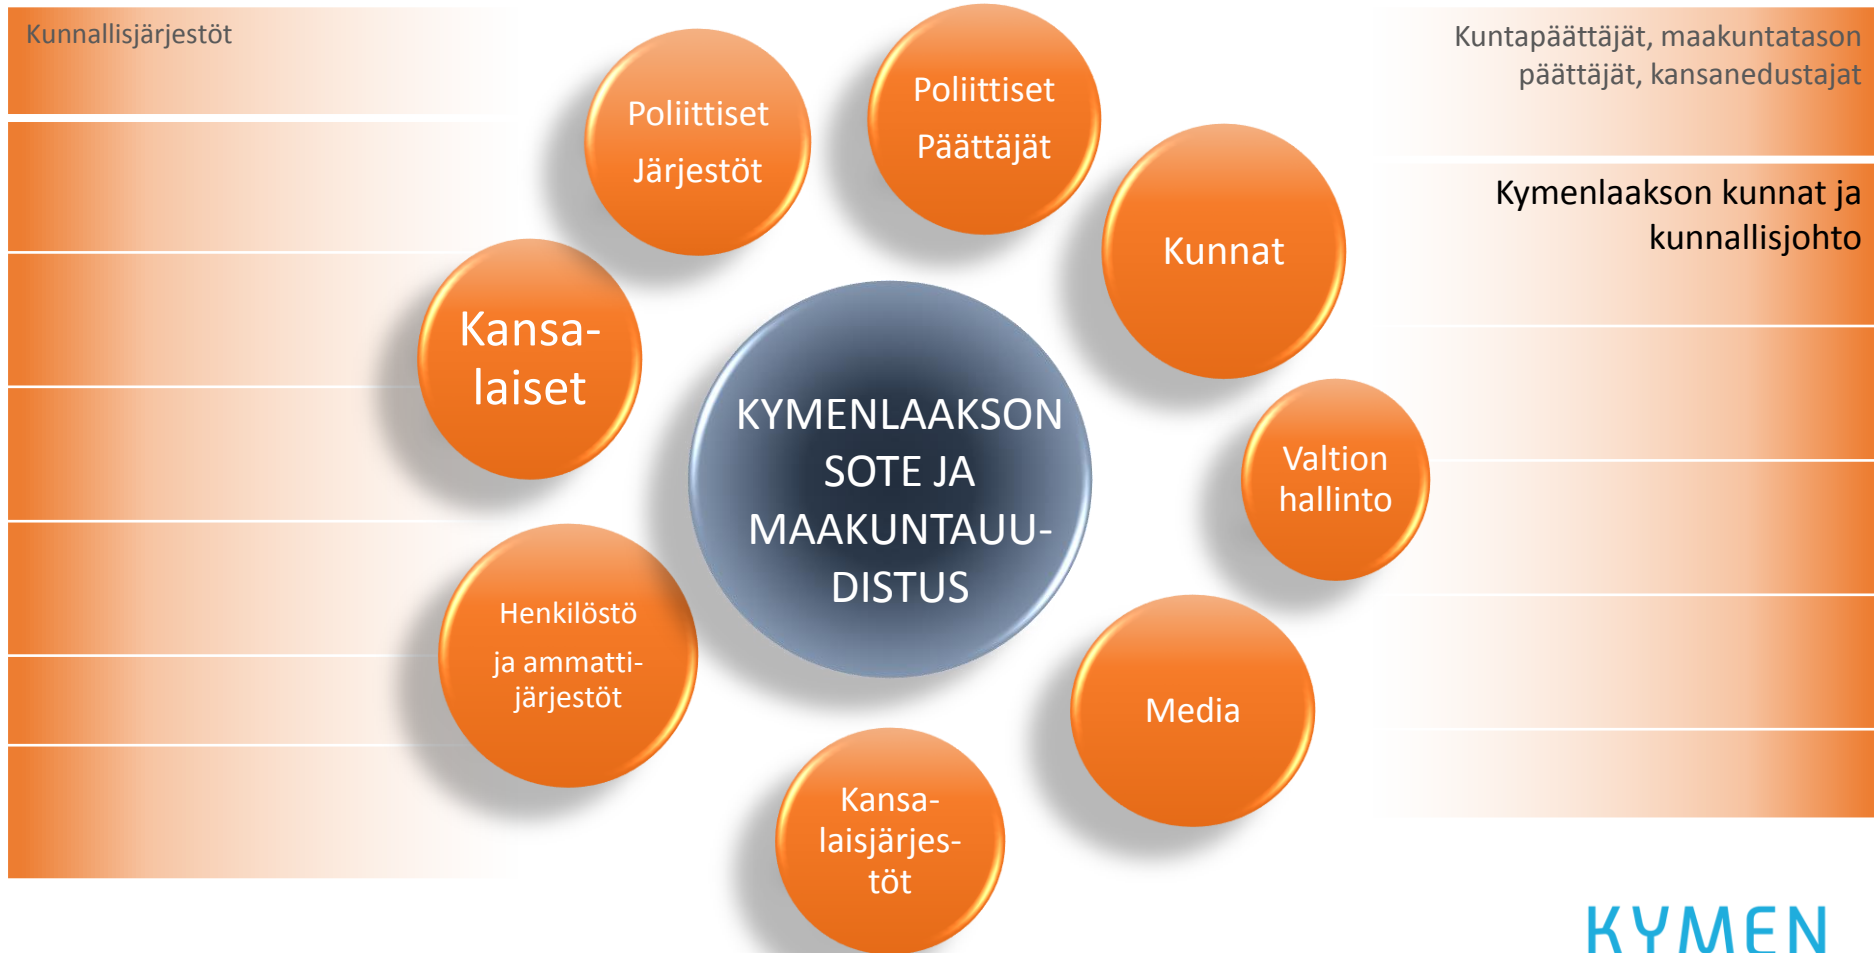 Kunnallisjärjestöt
Kuntapäättäjät, maakuntatason
päättäjät, kansanedustajat
Kymenlaakson kunnat ja
kunnallisjohto
Poliittiset
Järjestöt
Poliittiset
Päättäjät
Kunnat
Valtion
hallinto
Media
Kansa-
laisjärjes-
töt
Henkilöstö
ja ammatti-
järjestöt
Kansa-
laiset
KYMENLAAKSON
SOTE JA
MAAKUNTAUU-
DISTUS
KYMEN